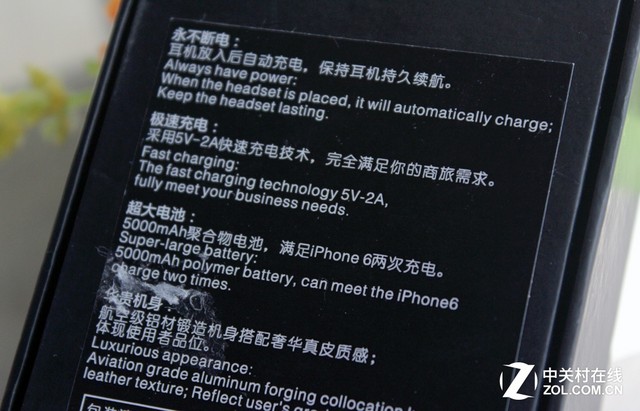 永不断电：
耳机放入后自动充电，保持耳机持久续航。
Always have power:
When the headset is placed, it will automatically charge;
Keep the headset lasting.
极速充电：
采用5V-2A快速充电技术，完全满足你的商旅需求。
Fast charging:
The fast charging technology 5V-2A,
fully meet your business needs.
超大电池：
5000mAh聚合物电池，满足iPhone 6两次充电。
Super-large battery:
5000mAh polymer battery, can meet the iPhone6
charge two times.
贵机身：
航空级铝材锻造机身搭配奢华真皮质感；
体现使用者品位。
Luxurious appearance:
Aviation grade aluminum forging collocation
leather texture; Reflect user's
中关村在线
ZOL.COM.CN